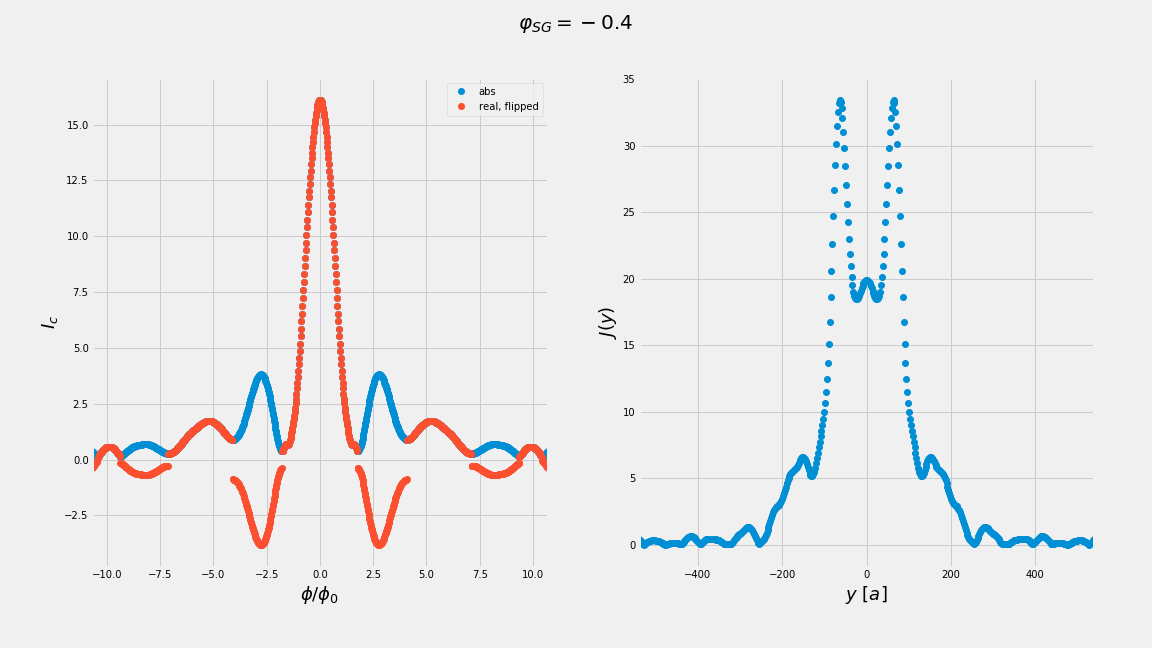 φ_SG = −0.4
abs
real, flipped
I_c
15.0
12.5
10.0
7.5
5.0
2.5
0.0
−2.5
−10.0 −7.5 −5.0 −2.5 0.0 2.5 5.0 7.5 10.0
ϕ/ϕ_0
J(y)
35
30
25
20
15
10
5
0
−400 −200 0 200 400
y [a]